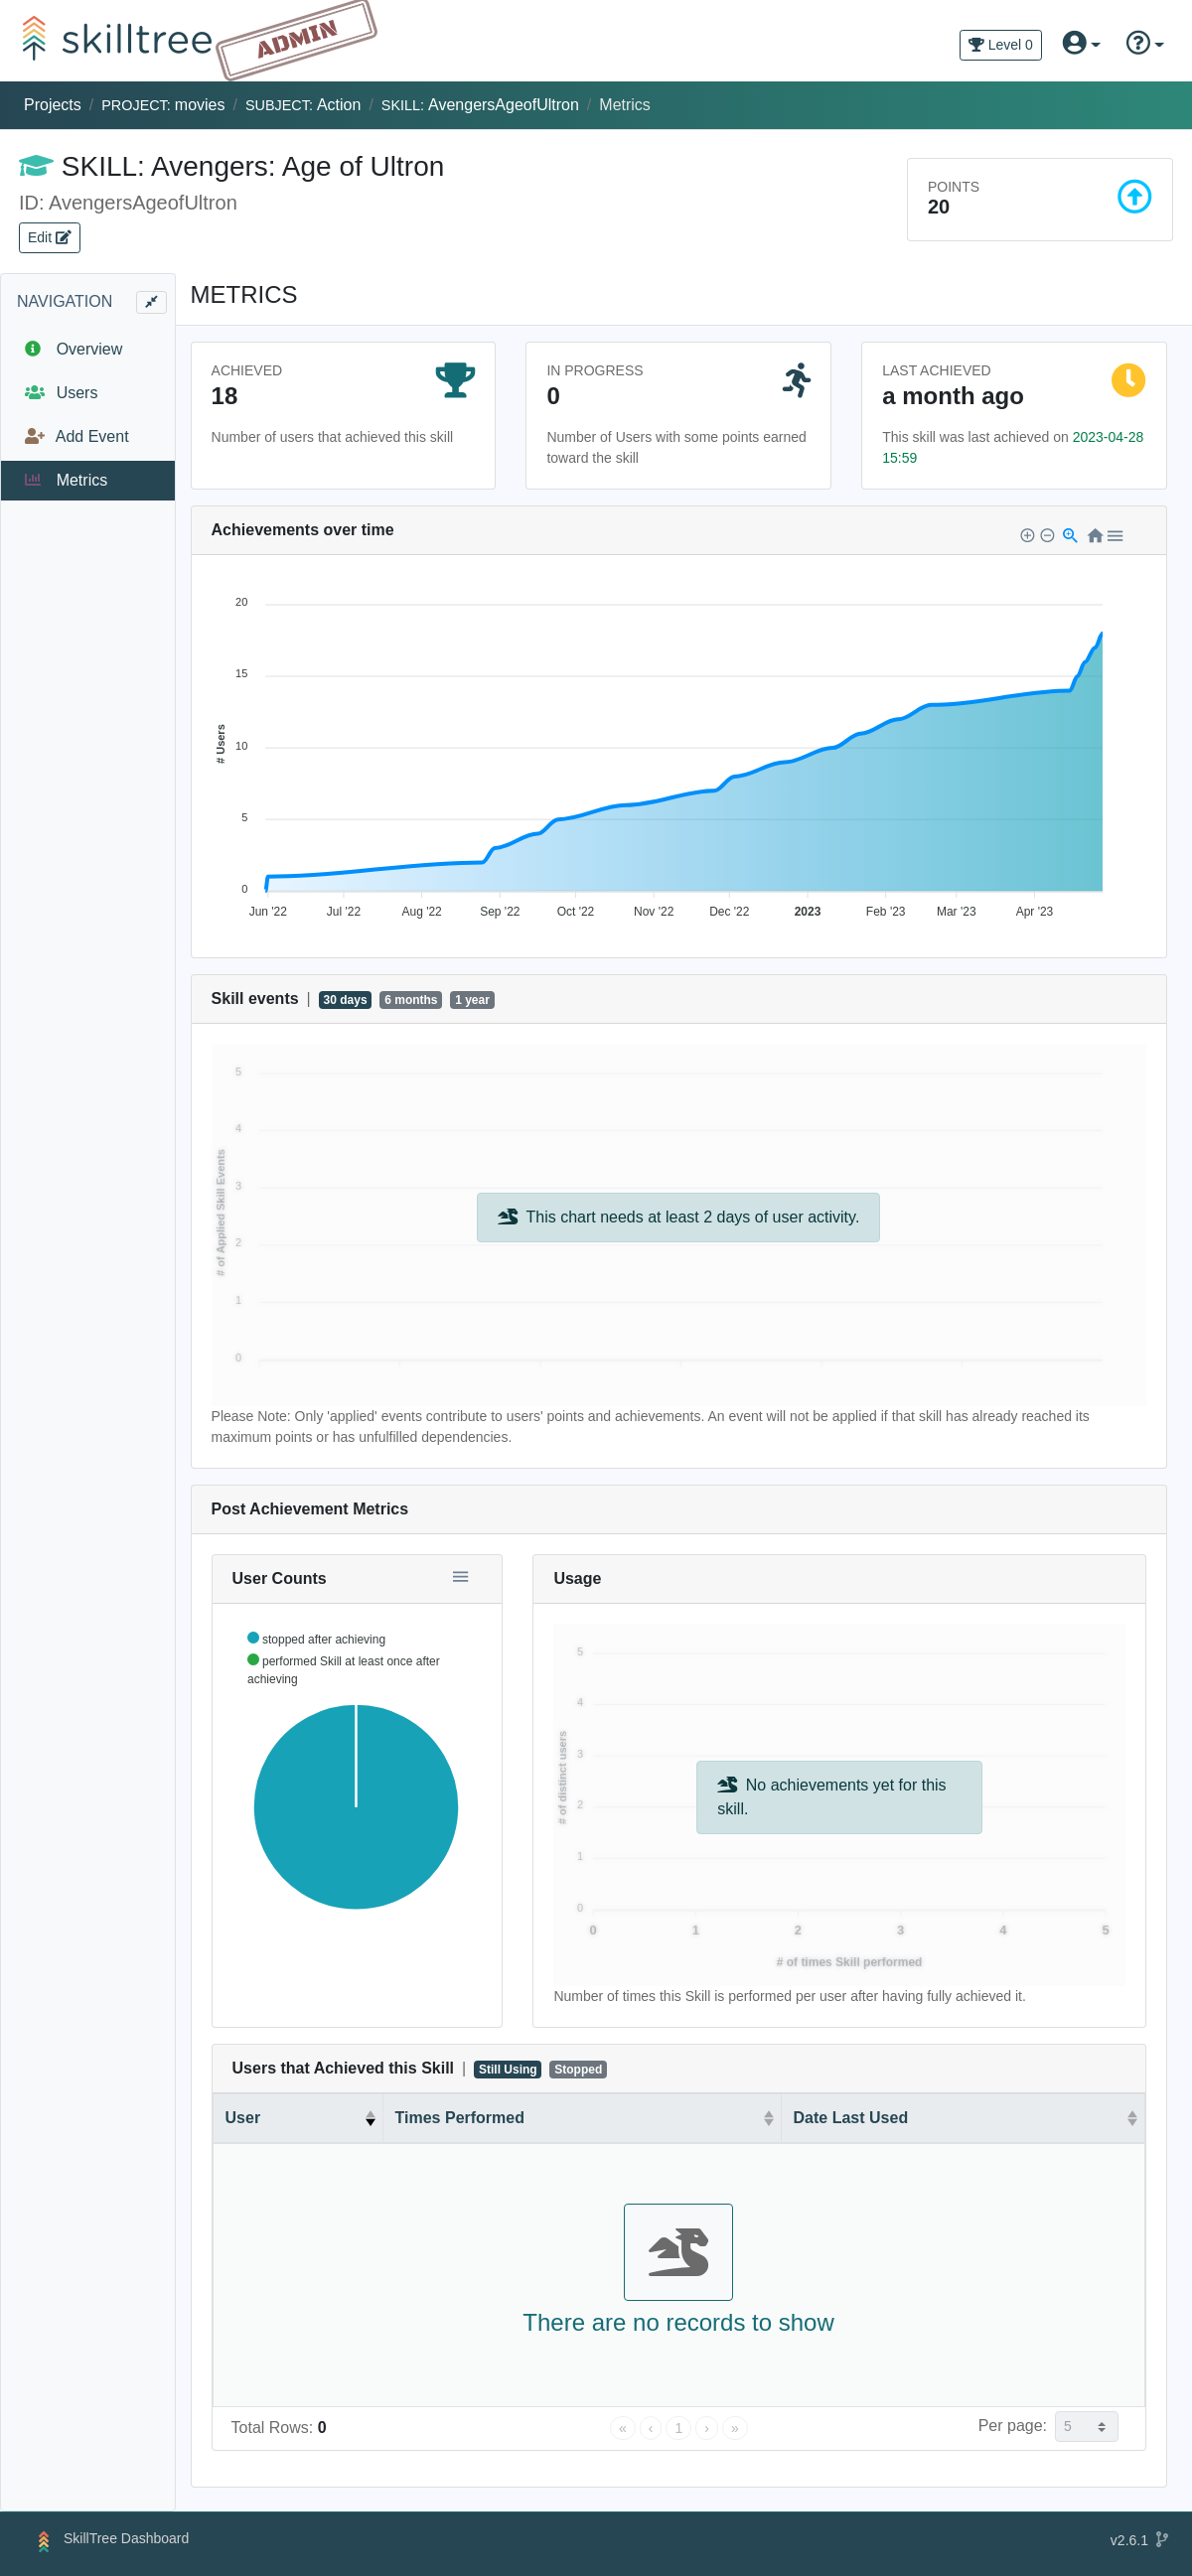 skilltree
ADMIN
Level 0
Projects / PROJECT: movies / SUBJECT: Action / SKILL: AvengersAgeofUltron / Metrics
SKILL: Avengers: Age of Ultron
ID: AvengersAgeofUltron
Edit
POINTS
20
NAVIGATION
Overview
Users
Add Event
Metrics
METRICS
ACHIEVED
18
Number of users that achieved this skill
IN PROGRESS
0
Number of Users with some points earned
toward the skill
LAST ACHIEVED
a month ago
This skill was last achieved on 2023-04-28
15:59
Achievements over time
20
15
10
5
0
# Users
Jun '22 Jul '22 Aug '22 Sep '22 Oct '22 Nov '22 Dec '22 2023 Feb '23 Mar '23 Apr '23
Skill events | 30 days 6 months 1 year
5
4
3
2
1
0
# of Applied Skill Events
This chart needs at least 2 days of user activity.
Please Note: Only 'applied' events contribute to users' points and achievements. An event will not be applied if that skill has already reached its
maximum points or has unfulfilled dependencies.
Post Achievement Metrics
User Counts
stopped after achieving
performed Skill at least once after
achieving
Usage
5
4
3
2
1
0
# of distinct users
No achievements yet for this
skill.
0 1 2 3 4 5
# of times Skill performed
Number of times this Skill is performed per user after having fully achieved it.
Users that Achieved this Skill | Still Using Stopped
User Times Performed Date Last Used
There are no records to show
Total Rows: 0
« ‹ 1 › »
Per page: 5
SkillTree Dashboard
v2.6.1